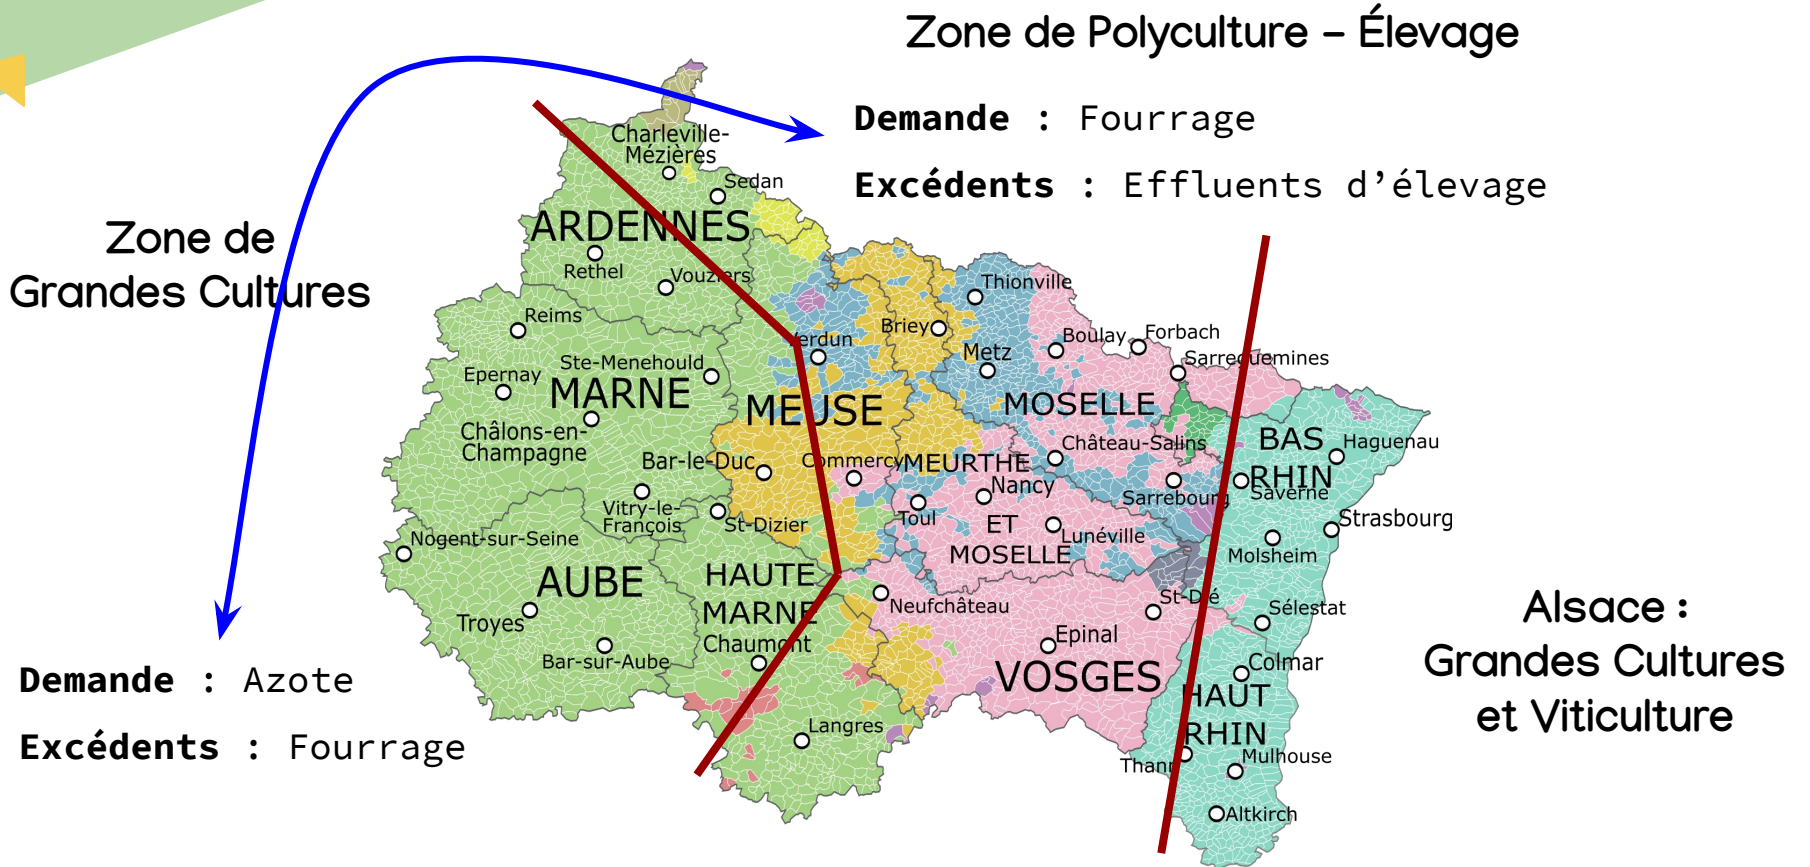 Zone de Polyculture – Élevage
Demande : Fourrage
Excédents : Effluents d'élevage
Zone de
Grandes Cultures
Demande : Azote
Excédents : Fourrage
Alsace :
Grandes Cultures
et Viticulture
Charleville-
Mézières
Sedan
ARDENNES
Rethel
Vouziers
Reims
Ste-Menehould
Epernay
MARNE
Châlons-en-
Champagne
Vitry-le-
François
Verdun
MEUSE
Bar-le-Duc
Commercy
St-Dizier
Briey
Thionville
Metz
Boulay
Forbach
Sarreguemines
MOSELLE
Château-Salins
Sarrebourg
MEURTHE
ET
MOSELLE
Nancy
Toul
Lunéville
BAS
RHIN
Haguenau
Saverne
Strasbourg
Molsheim
Sélestat
Nogent-sur-Seine
AUBE
Troyes
Bar-sur-Aube
HAUTE
MARNE
Chaumont
Langres
Neufchâteau
St-Dié
Epinal
VOSGES
Colmar
HAUT
RHIN
Mulhouse
Thann
Altkirch